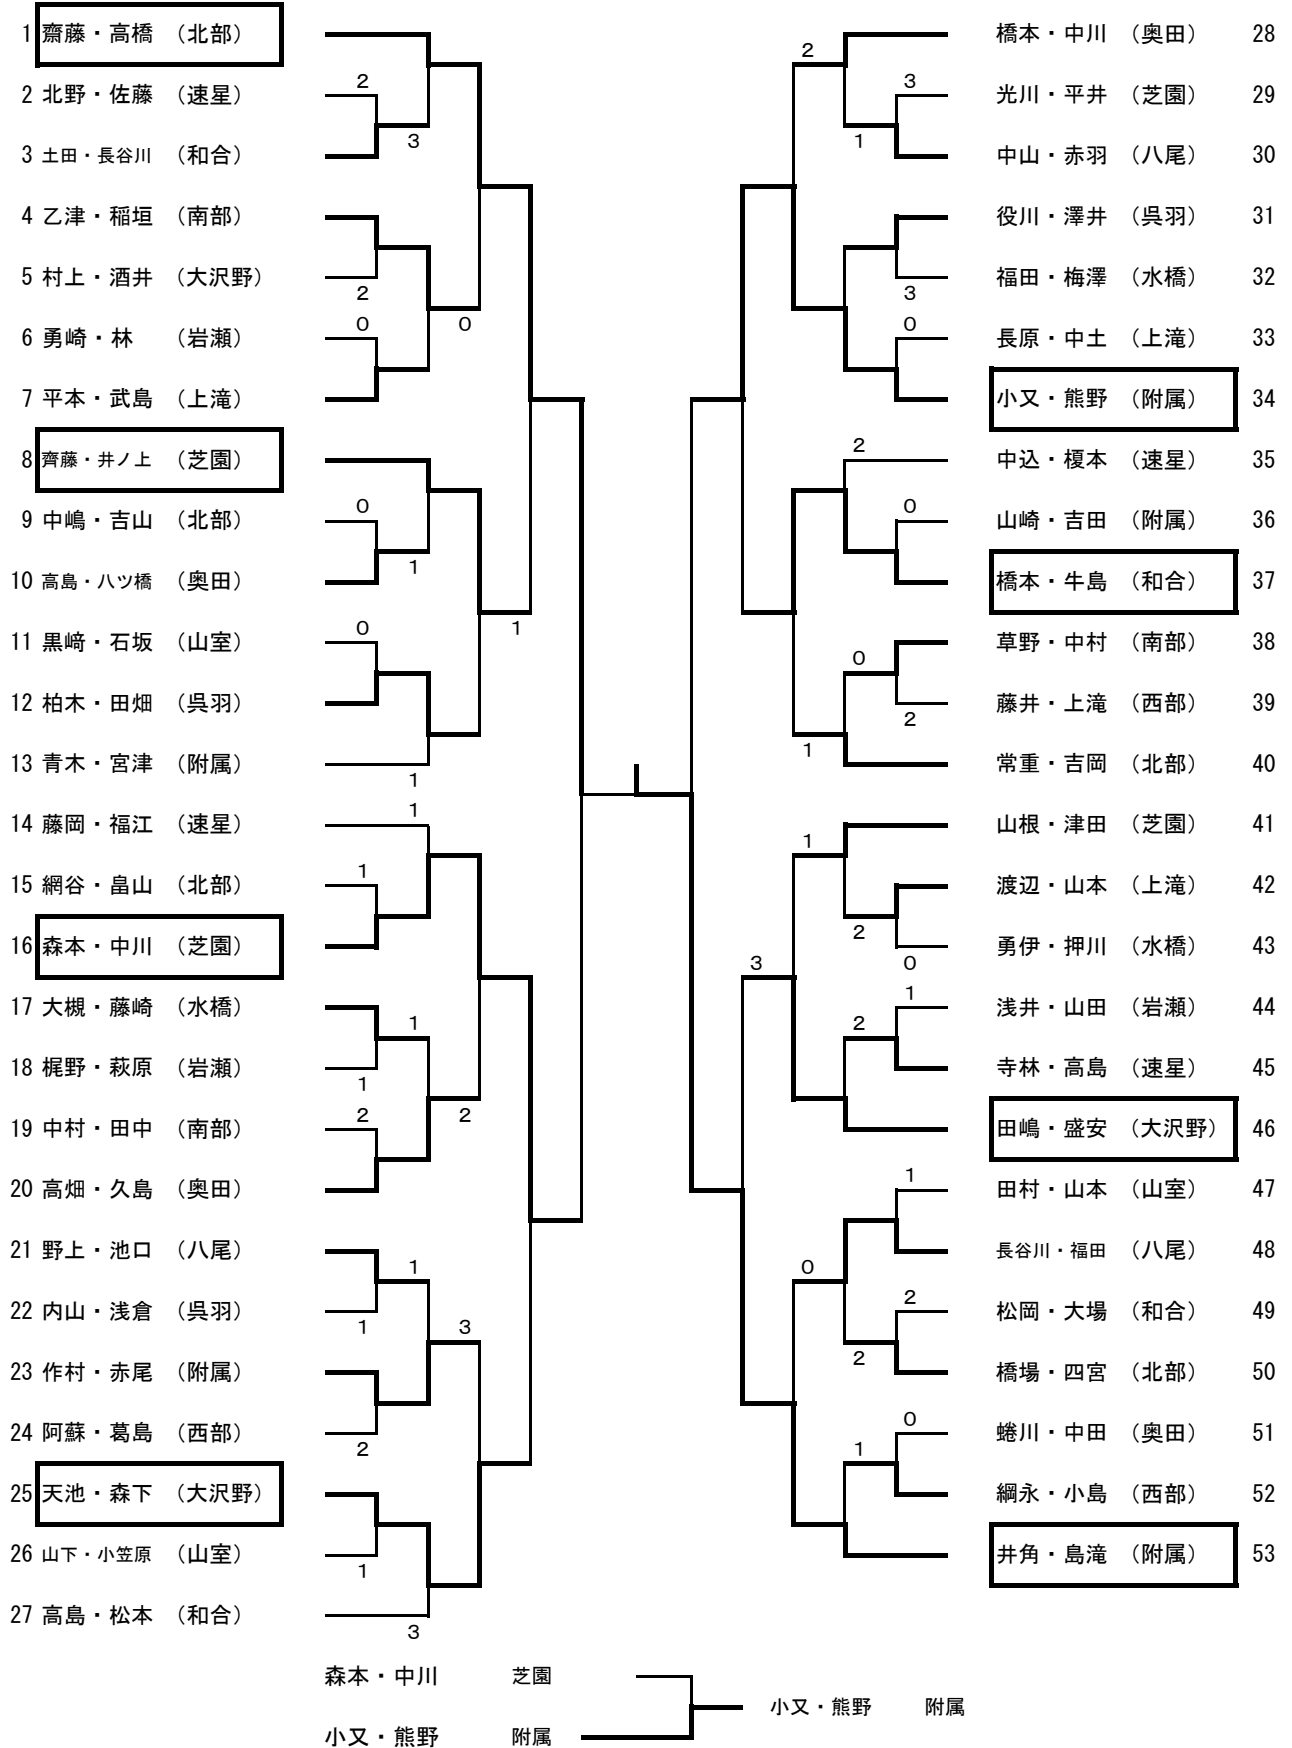 1 齋藤・高橋 （北部）
2 北野・佐藤 （速星）
2
3 土田・長谷川 （和合）
3
4 乙津・稲垣 （南部）
5 村上・酒井 （大沢野）
2
6 勇崎・林 （岩瀬）
0
0
7 平本・武島 （上滝）
8 齊藤・井ノ上 （芝園）
9 中嶋・吉山 （北部）
0
10 高島・八ツ橋 （奥田）
1
11 黒﨑・石坂 （山室）
0
1
12 柏木・田畑 （呉羽）
13 青木・宮津 （附属）
1
14 藤岡・福江 （速星）
1
15 網谷・畠山 （北部）
1
16 森本・中川 （芝園）
17 大槻・藤崎 （水橋）
1
18 梶野・萩原 （岩瀬）
1
19 中村・田中 （南部）
2
2
20 高畑・久島 （奥田）
21 野上・池口 （八尾）
1
22 内山・浅倉 （呉羽）
1
3
23 作村・赤尾 （附属）
24 阿蘇・葛島 （西部）
2
25 天池・森下 （大沢野）
26 山下・小笠原 （山室）
1
27 高島・松本 （和合）
3
橋本・中川 （奥田） 28
2
光川・平井 （芝園） 29
3
中山・赤羽 （八尾） 30
1
役川・澤井 （呉羽） 31
福田・梅澤 （水橋） 32
3
長原・中土 （上滝） 33
0
小又・熊野 （附属） 34
中込・榎本 （速星） 35
2
山崎・吉田 （附属） 36
0
橋本・牛島 （和合） 37
草野・中村 （南部） 38
0
藤井・上滝 （西部） 39
2
常重・吉岡 （北部） 40
1
山根・津田 （芝園） 41
1
渡辺・山本 （上滝） 42
2
勇伊・押川 （水橋） 43
0
3
浅井・山田 （岩瀬） 44
1
2
寺林・高島 （速星） 45
田嶋・盛安 （大沢野） 46
田村・山本 （山室） 47
1
長谷川・福田 （八尾） 48
0
松岡・大場 （和合） 49
2
橋場・四宮 （北部） 50
2
蜷川・中田 （奥田） 51
0
1
綱永・小島 （西部） 52
井角・島滝 （附属） 53
森本・中川 芝園
小又・熊野 附属
小又・熊野 附属